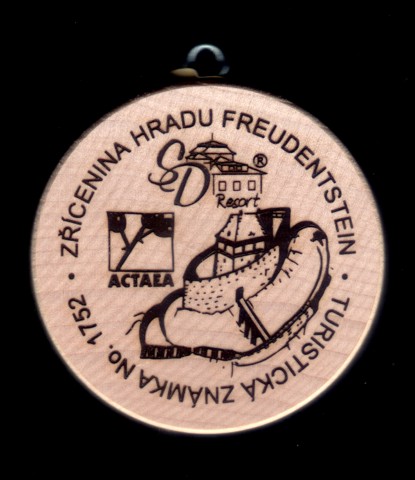 ZŘÍCENINA HRADU FREUDENTSTEIN •
TURISTICKÁ ZNÁMKA No. 1752 •
SD ®
Resort
ACTAEA